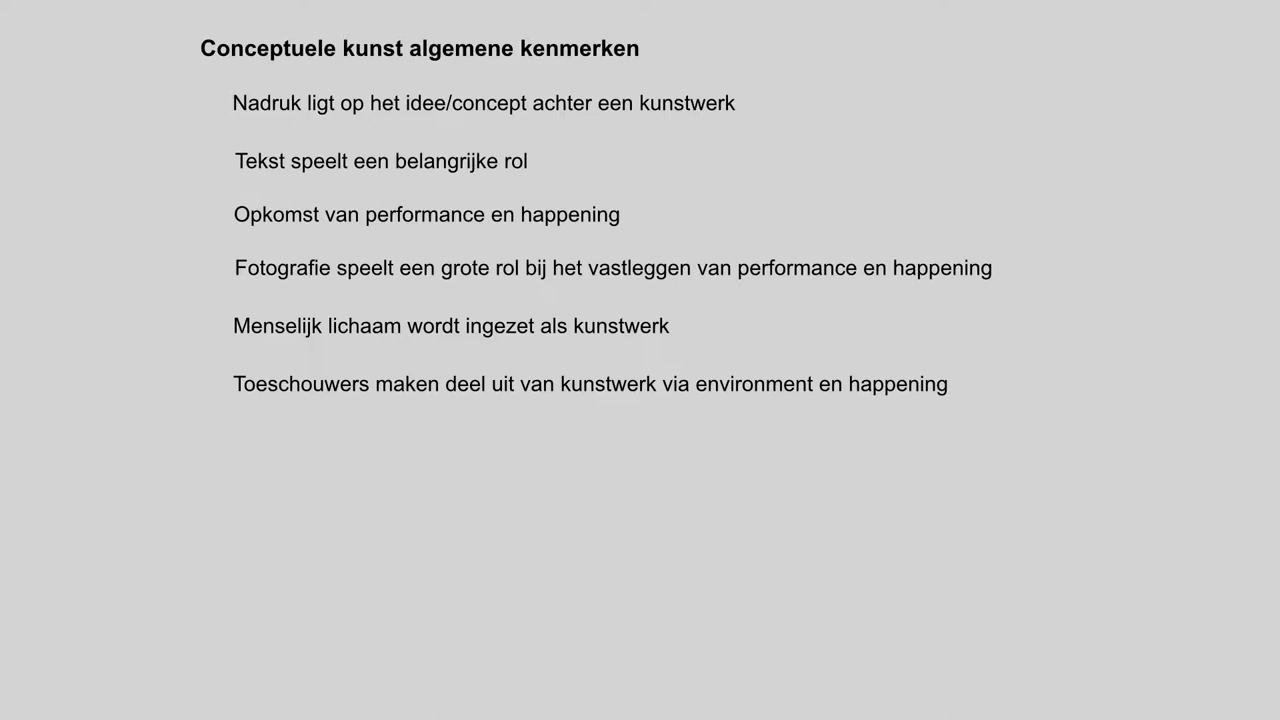 Conceptuele kunst algemene kenmerken
Nadruk ligt op het idee/concept achter een kunstwerk
Tekst speelt een belangrijke rol
Opkomst van performance en happening
Fotografie speelt een grote rol bij het vastleggen van performance en happening
Menselijk lichaam wordt ingezet als kunstwerk
Toeschouwers maken deel uit van kunstwerk via environment en happening